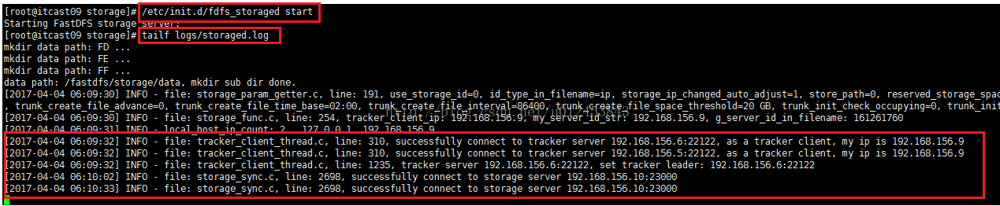 [root@itcast09 storage]# /etc/init.d/fdfs_storaged start
Starting FastDFS storage server:
[root@itcast09 storage]# tailf logs/storaged.log
mkdir data path: FD ...
mkdir data path: FE ...
mkdir data path: FF ...
data path: /fastdfs/storage/data, mkdir sub dir done.
[2017-04-04 06:09:30] INFO - file: storage_param_getter.c, line: 191, use_storage_id=0, id_type_in_filename=ip, storage_ip_changed_auto_adjust=1, store_path=0, reserved_storage_spac
, trunk_create_file_advance=0, trunk_create_file_time_base=02:00, trunk_create_file_interval=86400, trunk_create_file_space_threshold=20 GB, trunk_init_check_occupying=0, trunk_init
[2017-04-04 06:09:30] INFO - file: storage_func.c, line: 254, tracker_client_ip: 192.168.156.9, my_server_id_str: 192.168.156.9, g_server_id_in_filename: 161261760
[2017-04-04 06:09:31] INFO - local_host_ip_count: 2, 127.0.0.1 192.168.156.9
[2017-04-04 06:09:32] INFO - file: tracker_client_thread.c, line: 310, successfully connect to tracker server 192.168.156.6:22122, as a tracker client, my ip is 192.168.156.9
[2017-04-04 06:09:32] INFO - file: tracker_client_thread.c, line: 310, successfully connect to tracker server 192.168.156.5:22122, as a tracker client, my ip is 192.168.156.9
[2017-04-04 06:09:32] INFO - file: tracker_client_thread.c, line: 1235, tracker server 192.168.156.6:22122, set tracker leader: 192.168.156.6:22122
[2017-04-04 06:10:02] INFO - file: storage_sync.c, line: 2698, successfully connect to storage server 192.168.156.10:23000
[2017-04-04 06:10:33] INFO - file: storage_sync.c, line: 2698, successfully connect to storage server 192.168.156.10:23000